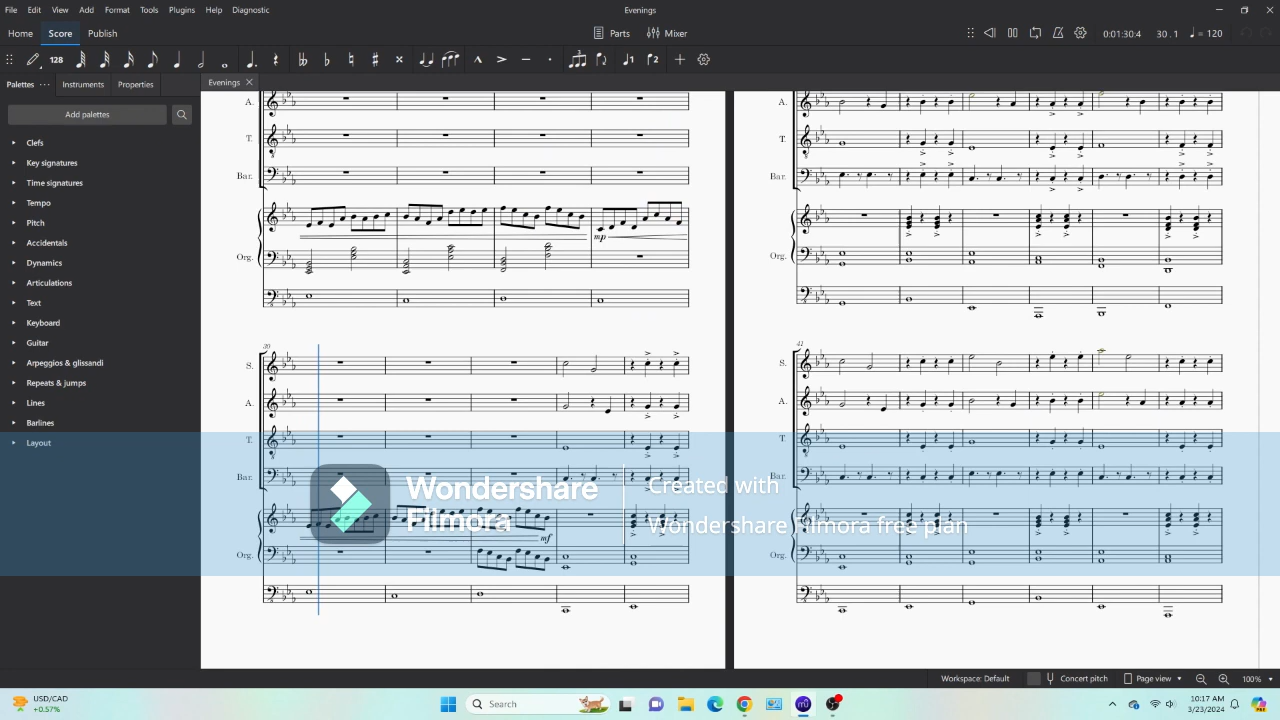 File Edit View Add Format Tools Plugins Help Diagnostic Evenings
Home Score Publish Parts Mixer 0:01:30:4 30 . 1 = 120
128
Palettes Instruments Properties Evenings
Add palettes
Clefs
Key signatures
Time signatures
Tempo
Pitch
Accidentals
Dynamics
Articulations
Text
Keyboard
Guitar
Arpeggios & glissandi
Repeats & jumps
Lines
Barlines
Layout
A.
T.
Bar.
mp
Org.
30
S.
A.
T.
Bar.
mf
Org.
A.
T.
Bar.
Org.
41
S.
A.
T.
Bar.
Org.
Wondershare
Filmora
Created with
Wondershare Filmora free plan
Workspace: Default Concert pitch Page view 100%
USD/CAD
+0.57%
Search
10:17 AM
3/23/2024